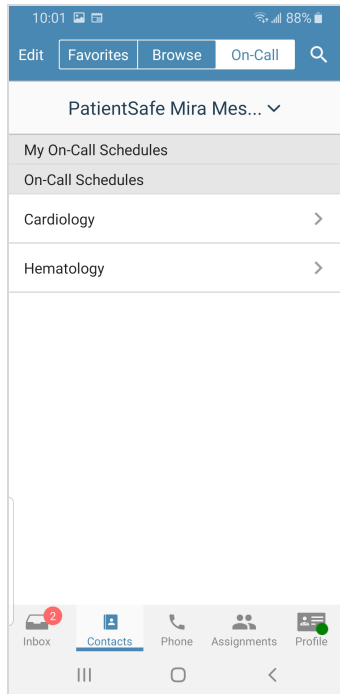 10:01 88%
Edit Favorites Browse On-Call
PatientSafe Mira Mes...
My On-Call Schedules
On-Call Schedules
Cardiology
Hematology
2
Inbox Contacts Phone Assignments Profile